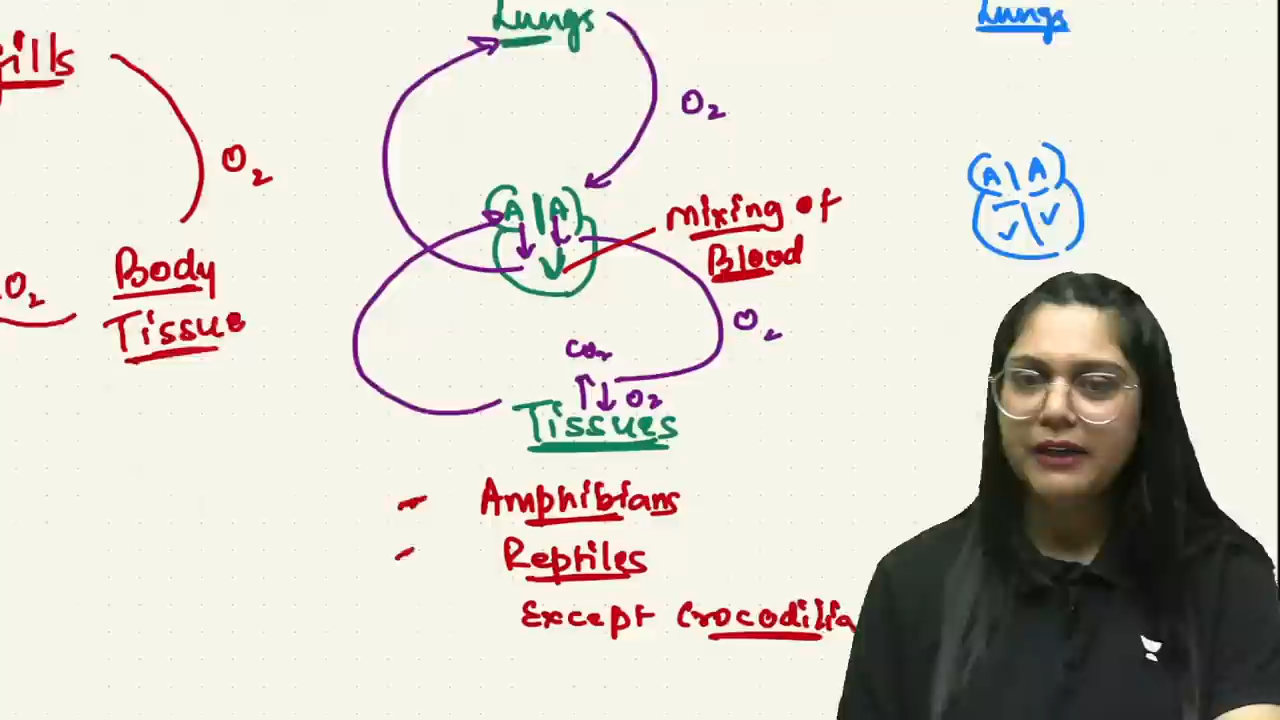 Lungs
Lungs
ills
O2
O2
A | A
A \ A
V \ V
V
mixing of
Blood
O2
Body
Tissue
O2
CO2
↑↓ O2
Tissues
- Amphibians
- Reptiles
Except Crocodilia